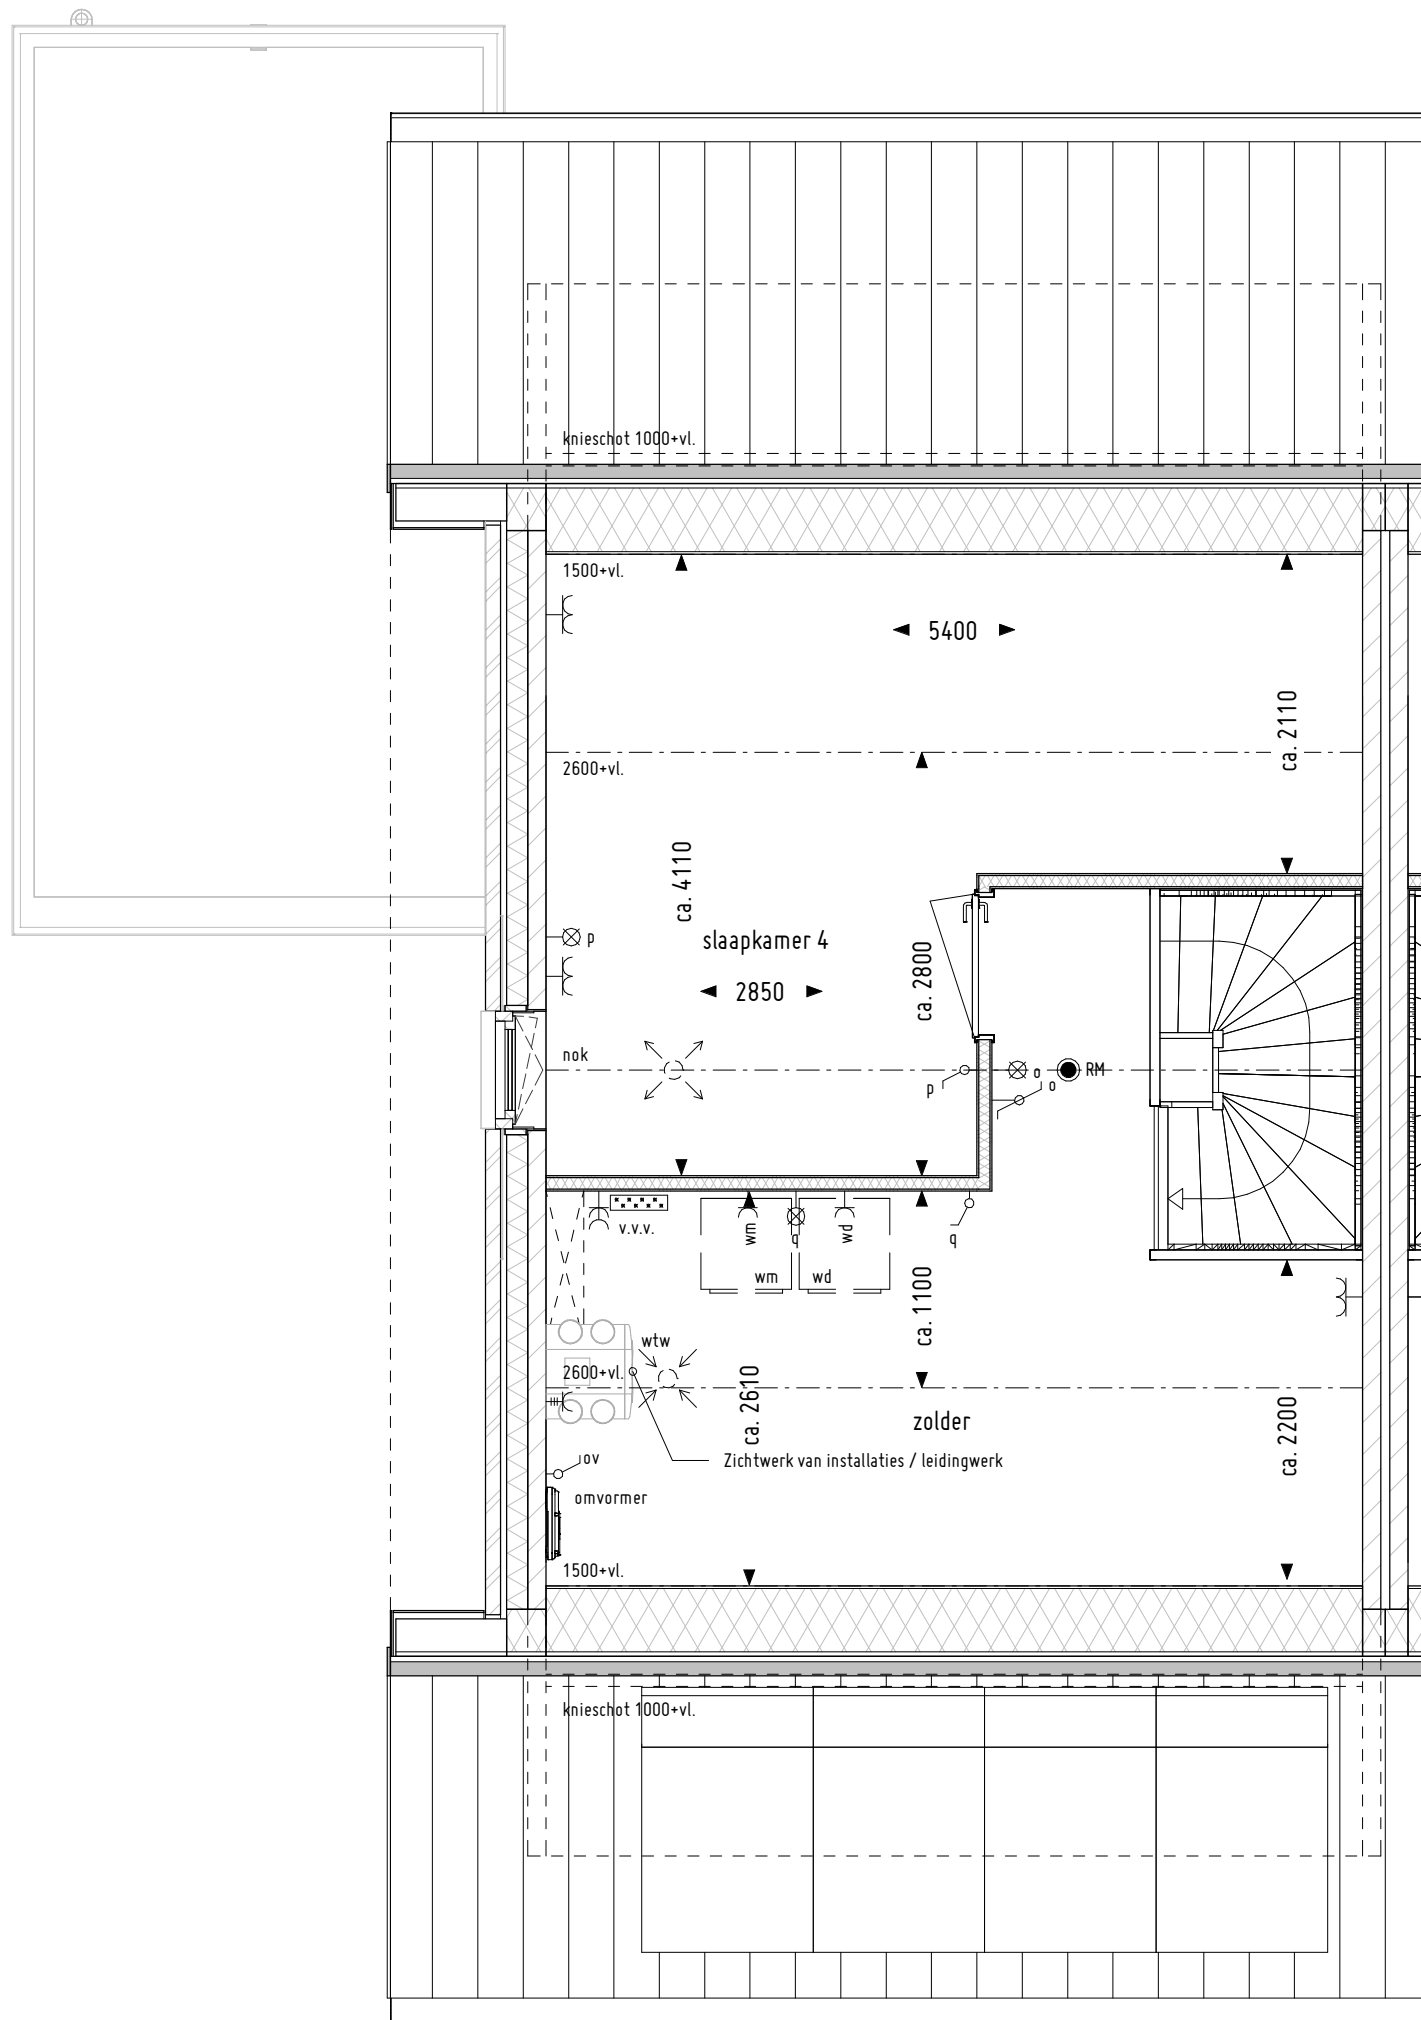 knieschot 1000+vl.
1500+vl.
5400
ca. 2110
2600+vl.
ca. 4110
p
slaapkamer 4
2850
ca. 2800
nok
p
o
RM
o
v.v.v.
wm
q
wd
q
wm
wd
ca. 1100
wtw
2600+vl.
ca. 2610
zolder
ca. 2200
ov
Zichtwerk van installaties / leidingwerk
omvormer
1500+vl.
knieschot 1000+vl.